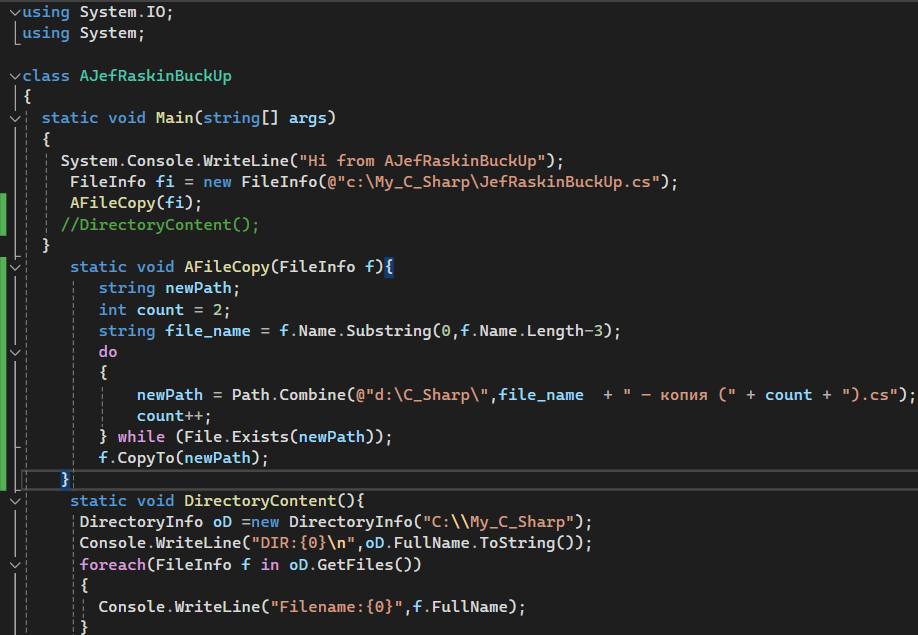 using System.IO;
using System;
class AJefRaskinBuckUp
{
static void Main(string[] args)
{
System.Console.WriteLine("Hi from AJefRaskinBuckUp");
FileInfo fi = new FileInfo(@"c:\My_C_Sharp\JefRaskinBuckUp.cs");
AFileCopy(fi);
//DirectoryContent();
}
static void AFileCopy(FileInfo f){
string newPath;
int count = 2;
string file_name = f.Name.Substring(0,f.Name.Length-3);
do
{
newPath = Path.Combine(@"d:\C_Sharp\",file_name  + " — копия (" + count + ").cs");
count++;
} while (File.Exists(newPath));
f.CopyTo(newPath);
}
static void DirectoryContent(){
DirectoryInfo oD =new DirectoryInfo("C:\\My_C_Sharp");
Console.WriteLine("DIR:{0}\n",oD.FullName.ToString());
foreach(FileInfo f in oD.GetFiles())
{
Console.WriteLine("Filename:{0}",f.FullName);
}